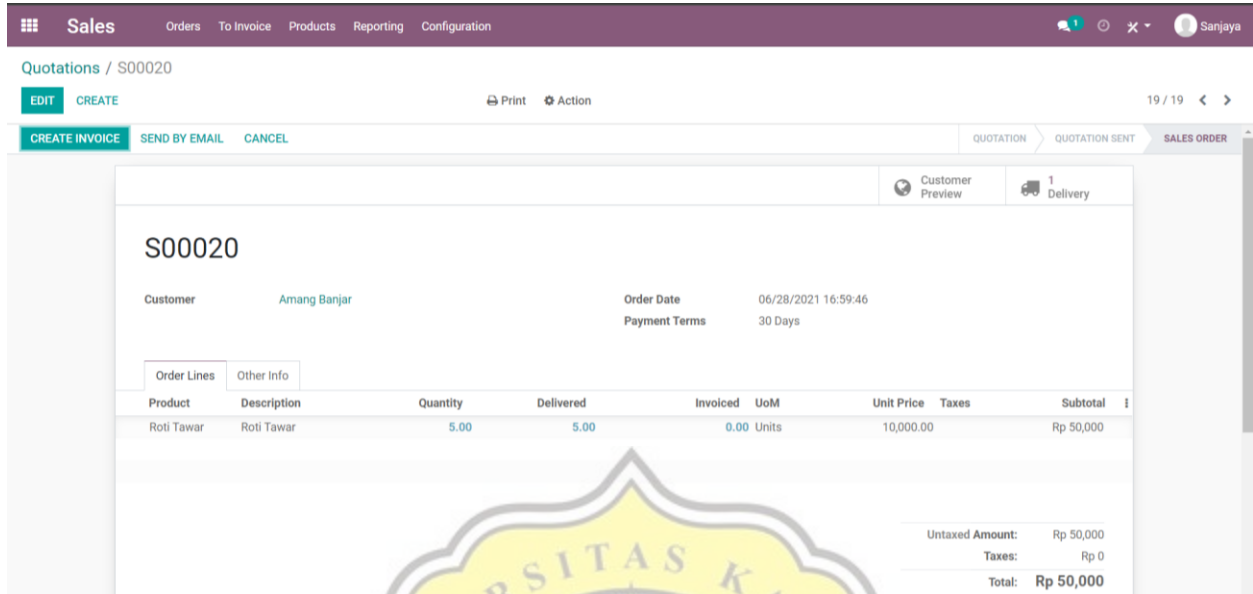 Sales Orders To Invoice Products Reporting Configuration 1 Sanjaya
Quotations / S00020
EDIT CREATE Print Action 19 / 19
CREATE INVOICE SEND BY EMAIL CANCEL QUOTATION QUOTATION SENT SALES ORDER
Customer Preview 1 Delivery
S00020
Customer Amang Banjar Order Date 06/28/2021 16:59:46
Payment Terms 30 Days
Order Lines Other Info
Product Description Quantity Delivered Invoiced UoM Unit Price Taxes Subtotal
Roti Tawar Roti Tawar 5.00 5.00 0.00 Units 10,000.00 Rp 50,000
Untaxed Amount: Rp 50,000
Taxes: Rp 0
Total: Rp 50,000
RSITAS K